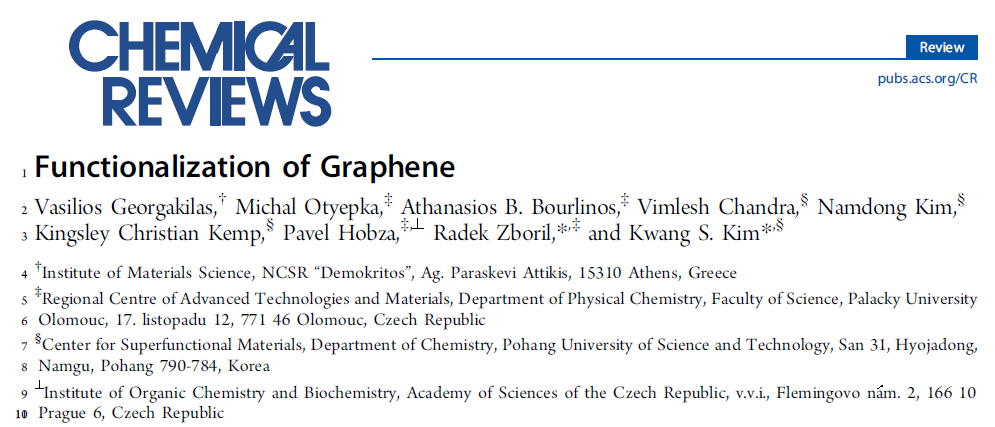 CHEMICAL
REVIEWS
Review
pubs.acs.org/CR
1 Functionalization of Graphene
2 Vasilios Georgakilas,† Michal Otyepka,‡ Athanasios B. Bourlinos,‡ Vimlesh Chandra,§ Namdong Kim,§
3 Kingsley Christian Kemp,§ Pavel Hobza,‡,⊥ Radek Zboril,*,‡ and Kwang S. Kim*,§
4 †Institute of Materials Science, NCSR “Demokritos”, Ag. Paraskevi Attikis, 15310 Athens, Greece
5 ‡Regional Centre of Advanced Technologies and Materials, Department of Physical Chemistry, Faculty of Science, Palacky University
6 Olomouc, 17. listopadu 12, 771 46 Olomouc, Czech Republic
7 §Center for Superfunctional Materials, Department of Chemistry, Pohang University of Science and Technology, San 31, Hyojadong,
8 Namgu, Pohang 790-784, Korea
9 ⊥Institute of Organic Chemistry and Biochemistry, Academy of Sciences of the Czech Republic, v.v.i., Flemingovo nám. 2, 166 10
10 Prague 6, Czech Republic